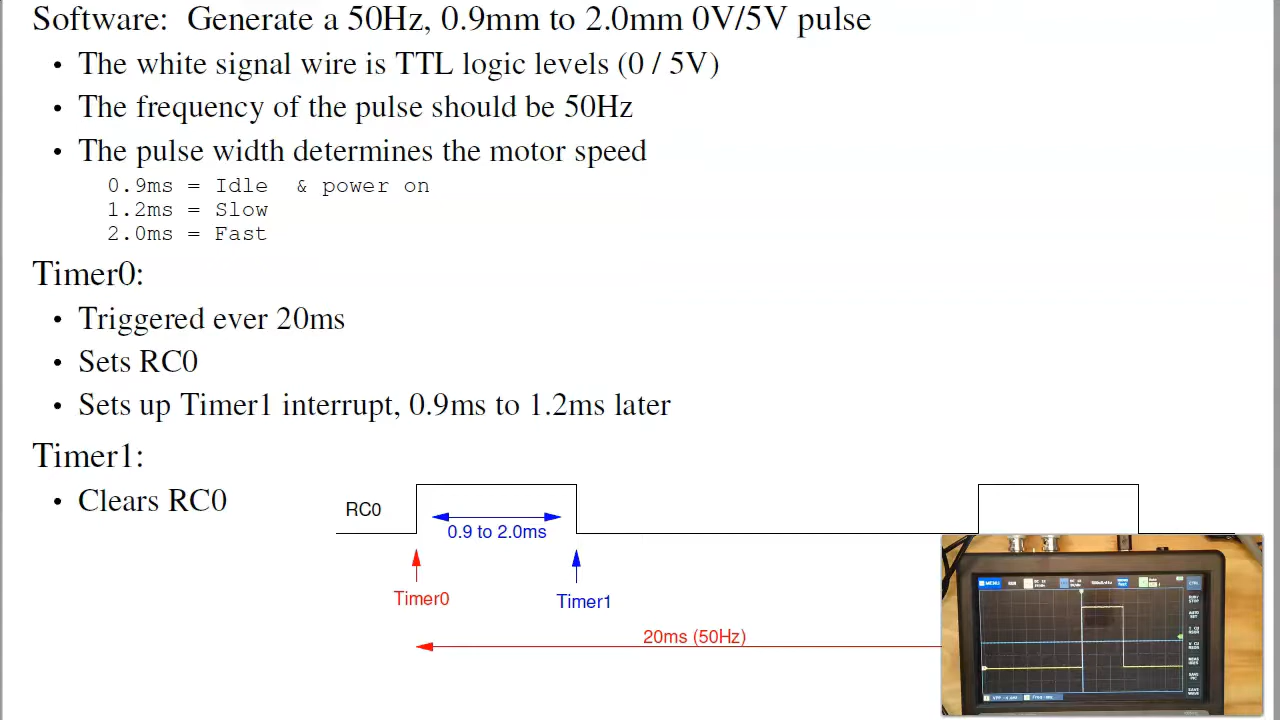 Software: Generate a 50Hz, 0.9mm to 2.0mm 0V/5V pulse
• The white signal wire is TTL logic levels (0 / 5V)
• The frequency of the pulse should be 50Hz
• The pulse width determines the motor speed
0.9ms = Idle & power on
1.2ms = Slow
2.0ms = Fast
Timer0:
• Triggered ever 20ms
• Sets RC0
• Sets up Timer1 interrupt, 0.9ms to 1.2ms later
Timer1:
• Clears RC0
RC0
0.9 to 2.0ms
Timer0
Timer1
20ms (50Hz)
MENU